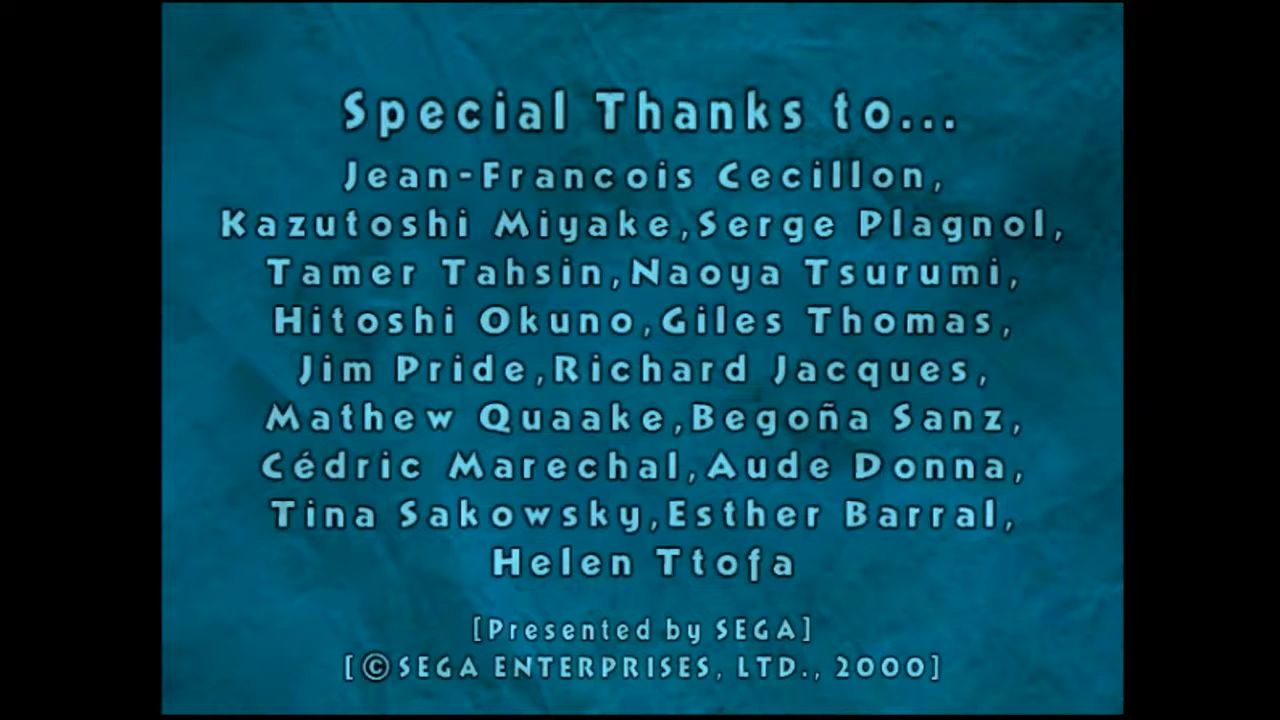 Special Thanks to...
Jean-Francois Cecillon,
Kazutoshi Miyake,Serge Plagnol,
Tamer Tahsin,Naoya Tsurumi,
Hitoshi Okuno,Giles Thomas,
Jim Pride,Richard Jacques,
Mathew Quaake,Begoña Sanz,
Cédric Marechal,Aude Donna,
Tina Sakowsky,Esther Barral,
Helen Ttofa
[Presented by SEGA]
[©SEGA ENTERPRISES, LTD., 2000]